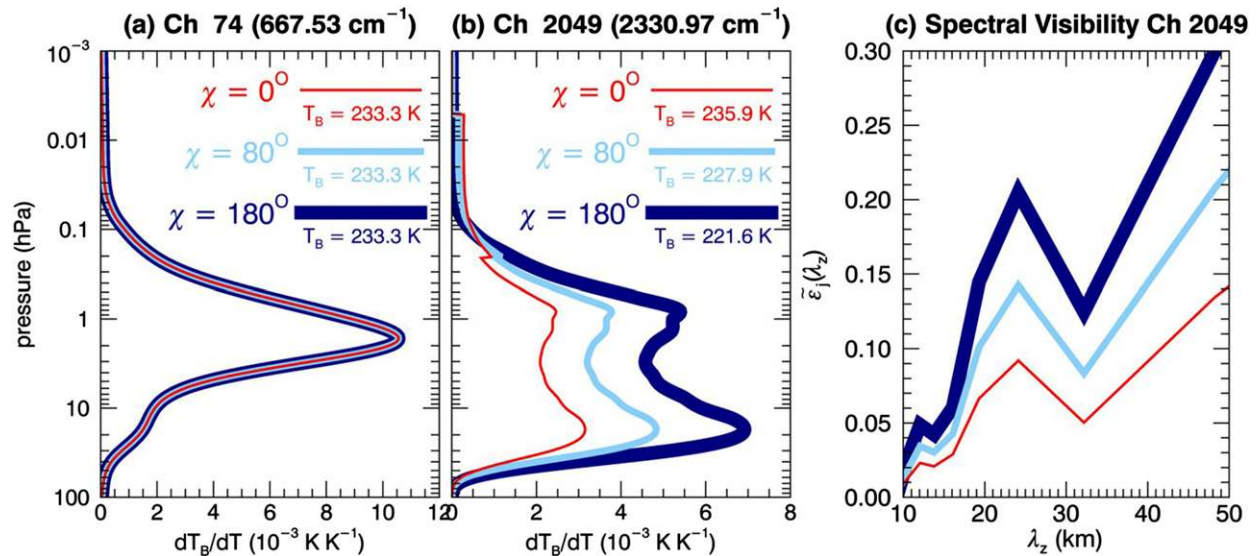 (a) Ch 74 (667.53 cm⁻¹)
(b) Ch 2049 (2330.97 cm⁻¹)
(c) Spectral Visibility Ch 2049
pressure (hPa)
10⁻³
0.01
0.1
1
10
100
χ = 0°
T_B = 233.3 K
χ = 80°
T_B = 233.3 K
χ = 180°
T_B = 233.3 K
0 2 4 6 8 10 12
dT_B/dT (10⁻³ K K⁻¹)
χ = 0°
T_B = 235.9 K
χ = 80°
T_B = 227.9 K
χ = 180°
T_B = 221.6 K
0 2 4 6 8
dT_B/dT (10⁻³ K K⁻¹)
ε̃_j(λ_z)
0.30
0.25
0.20
0.15
0.10
0.05
0.00
10 20 30 40 50
λ_z (km)